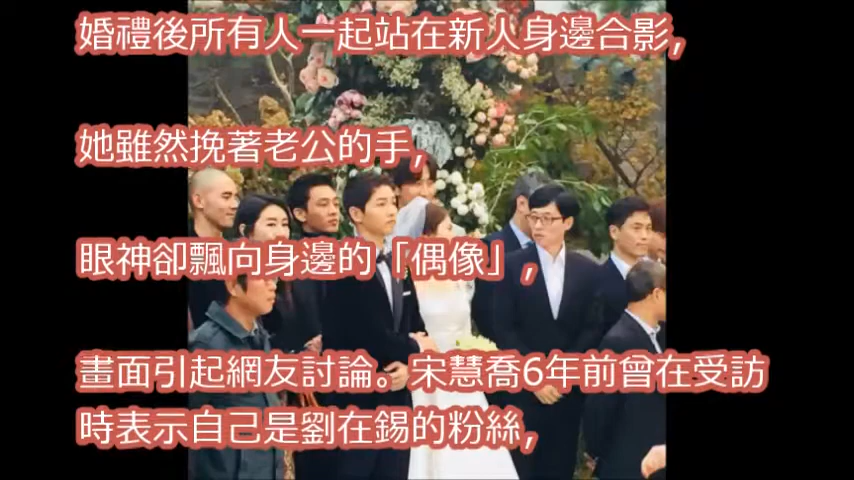 婚禮後所有人一起站在新人身邊合影，
她雖然挽著老公的手，
眼神卻飄向身邊的「偶像」，
畫面引起網友討論。宋慧喬6年前曾在受訪
時表示自己是劉在錫的粉絲，